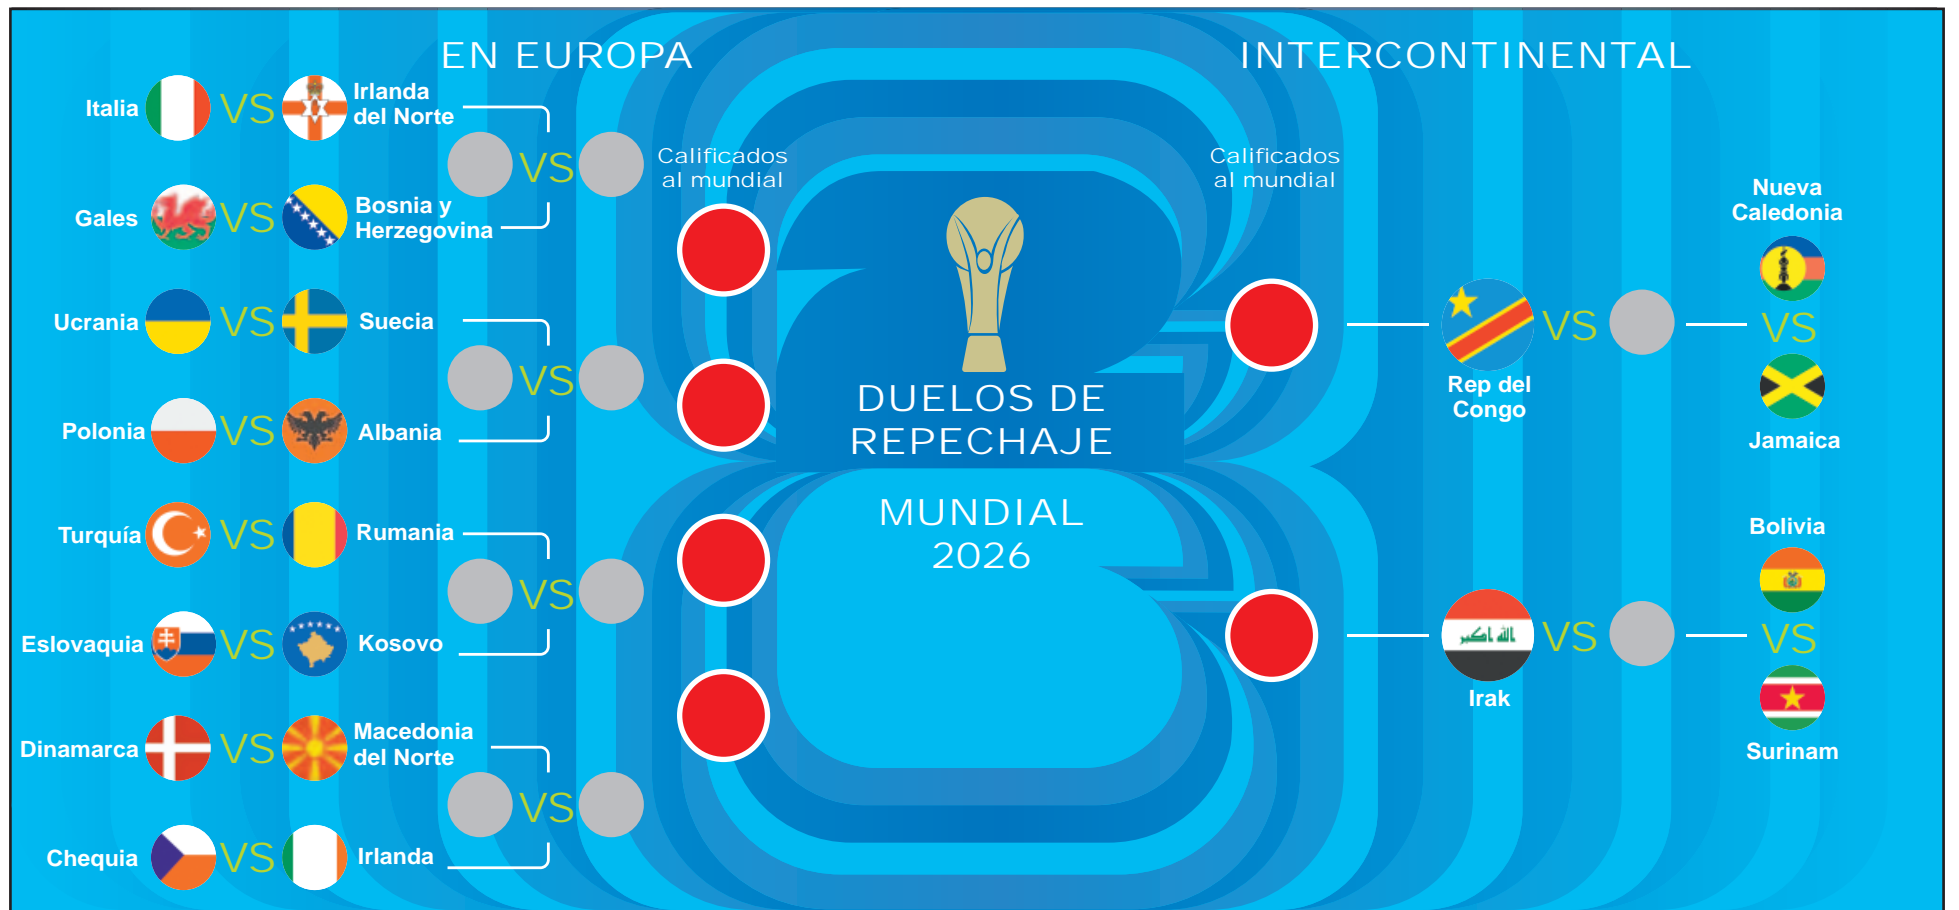 EN EUROPA
Italia VS Irlanda
del Norte
VS
Gales VS Bosnia y
Herzegovina
Ucrania VS Suecia
VS
Polonia VS Albania
Turquía VS Rumania
VS
Eslovaquia VS Kosovo
Dinamarca VS Macedonia
del Norte
VS
Chequia VS Irlanda
Calificados
al mundial
DUELOS DE
REPECHAJE
MUNDIAL
2026
INTERCONTINENTAL
Calificados
al mundial
Rep del
Congo
VS
Nueva
Caledonia
VS
Jamaica
Irak
الله اكبر
VS
Bolivia
VS
Surinam